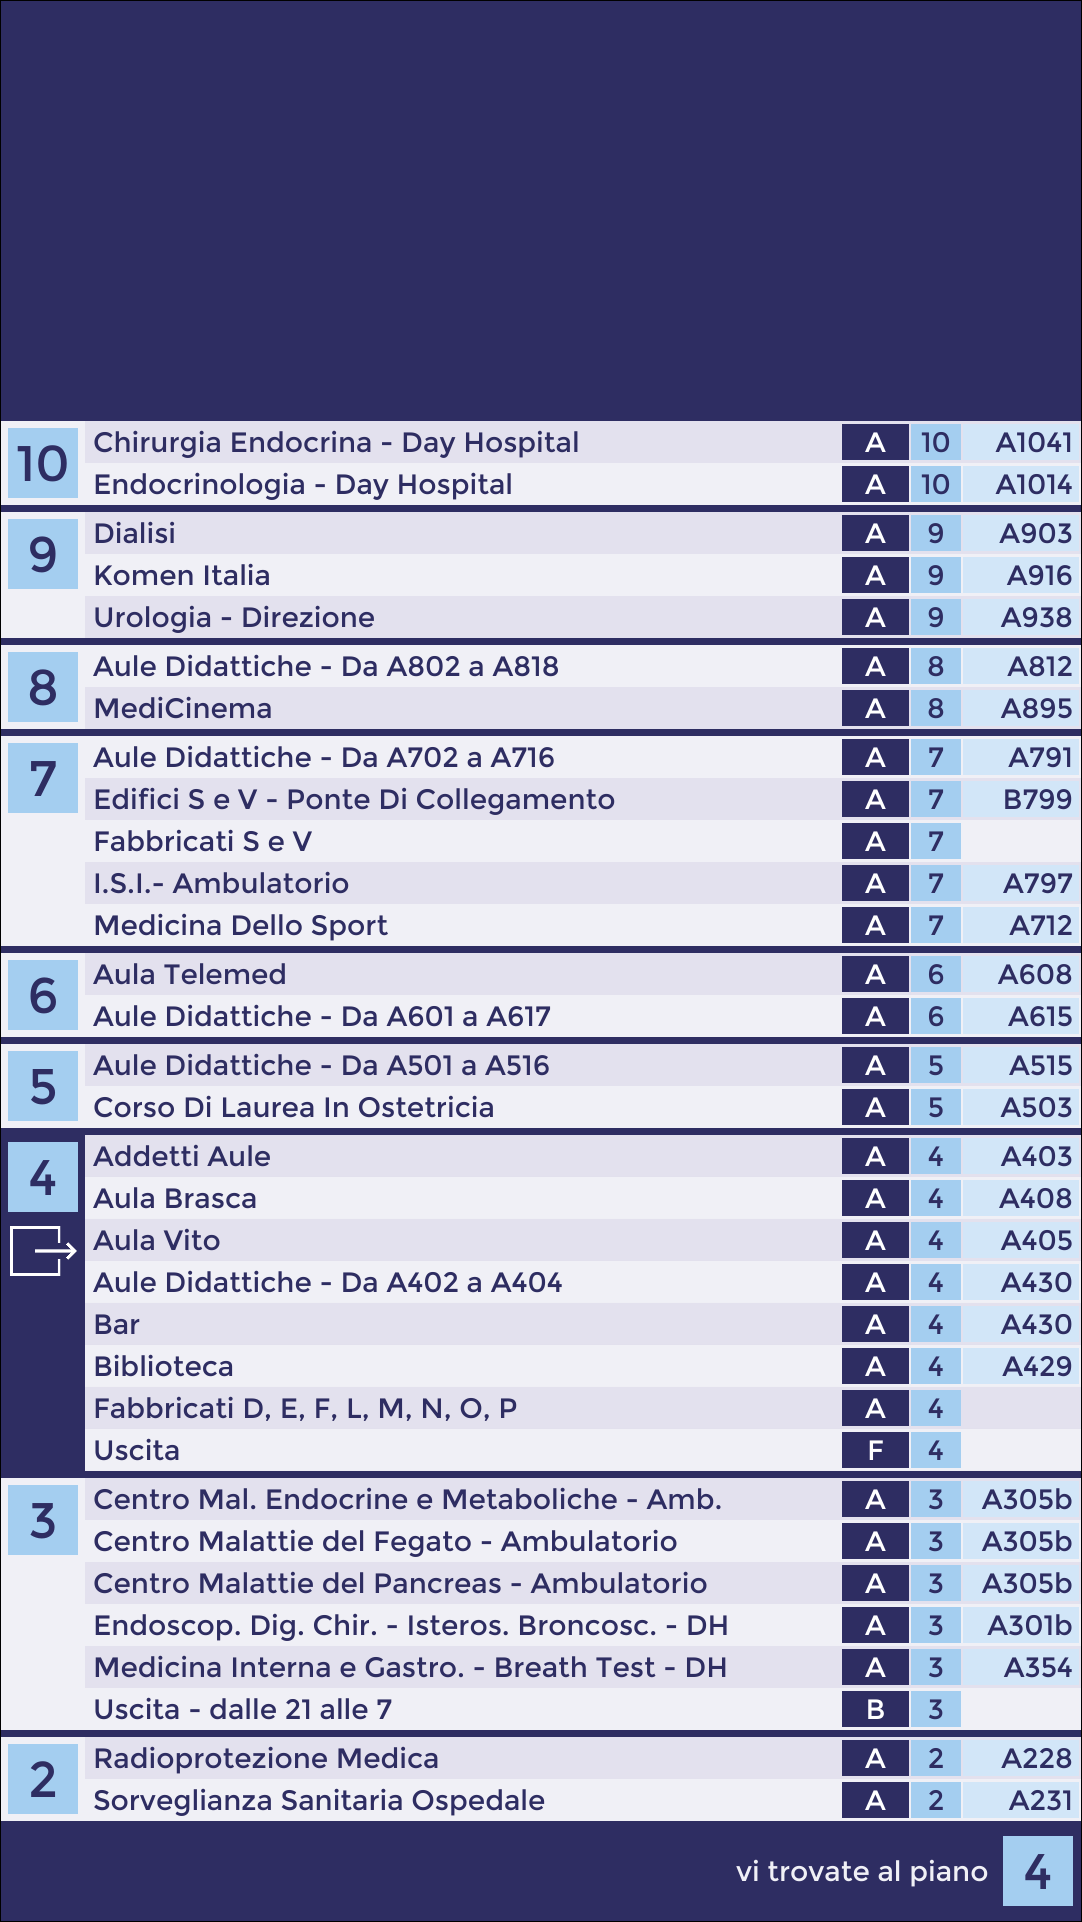 10 Chirurgia Endocrina - Day Hospital A 10 A1041
Endocrinologia - Day Hospital A 10 A1014
9 Dialisi A 9 A903
Komen Italia A 9 A916
Urologia - Direzione A 9 A938
8 Aule Didattiche - Da A802 a A818 A 8 A812
MediCinema A 8 A895
7 Aule Didattiche - Da A702 a A716 A 7 A791
Edifici S e V - Ponte Di Collegamento A 7 B799
Fabbricati S e V A 7
I.S.I.- Ambulatorio A 7 A797
Medicina Dello Sport A 7 A712
6 Aula Telemed A 6 A608
Aule Didattiche - Da A601 a A617 A 6 A615
5 Aule Didattiche - Da A501 a A516 A 5 A515
Corso Di Laurea In Ostetricia A 5 A503
4 Addetti Aule A 4 A403
Aula Brasca A 4 A408
Aula Vito A 4 A405
Aule Didattiche - Da A402 a A404 A 4 A430
Bar A 4 A430
Biblioteca A 4 A429
Fabbricati D, E, F, L, M, N, O, P A 4
Uscita F 4
3 Centro Mal. Endocrine e Metaboliche - Amb. A 3 A305b
Centro Malattie del Fegato - Ambulatorio A 3 A305b
Centro Malattie del Pancreas - Ambulatorio A 3 A305b
Endoscop. Dig. Chir. - Isteros. Broncosc. - DH A 3 A301b
Medicina Interna e Gastro. - Breath Test - DH A 3 A354
Uscita - dalle 21 alle 7 B 3
2 Radioprotezione Medica A 2 A228
Sorveglianza Sanitaria Ospedale A 2 A231
vi trovate al piano 4